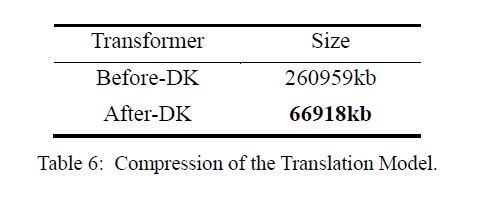 Transformer Size
Before-DK 260959kb
After-DK 66918kb
Table 6: Compression of the Translation Model.